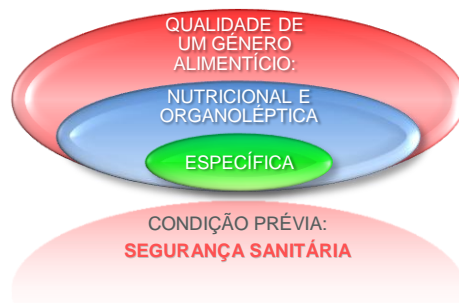 QUALIDADE DE
UM GÉNERO
ALIMENTÍCIO:
NUTRICIONAL E
ORGANOLÉPTICA
ESPECÍFICA
CONDIÇÃO PRÉVIA:
SEGURANÇA SANITÁRIA